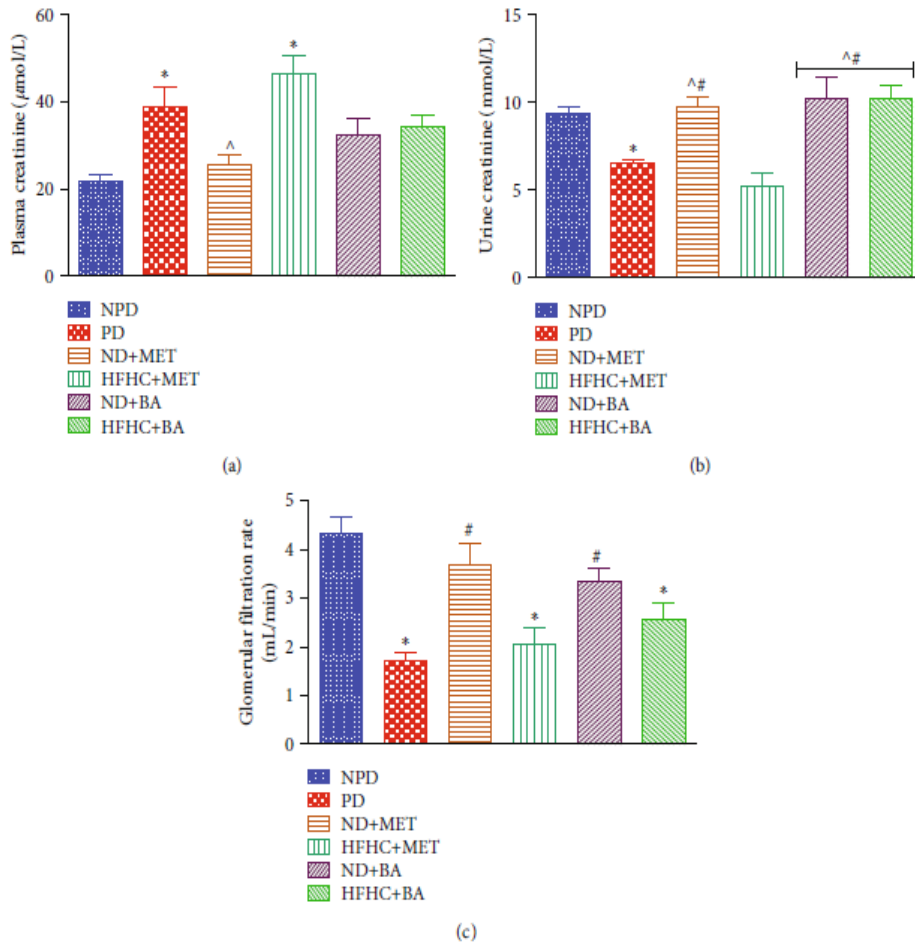 Plasma creatinine (μmol/L)
60
40
20
0
*
^
*
NPD
PD
ND+MET
HFHC+MET
ND+BA
HFHC+BA
(a)
Urine creatinine (mmol/L)
15
10
5
0
*
^#
^#
NPD
PD
ND+MET
HFHC+MET
ND+BA
HFHC+BA
(b)
Glomerular filtration rate
(mL/min)
5
4
3
2
1
0
*
#
*
#
*
NPD
PD
ND+MET
HFHC+MET
ND+BA
HFHC+BA
(c)